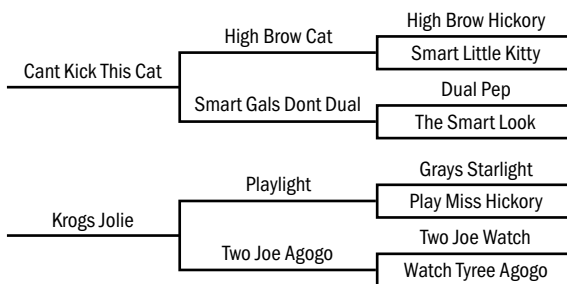 High Brow Hickory
High Brow Cat
Smart Little Kitty
Cant Kick This Cat
Dual Pep
Smart Gals Dont Dual
The Smart Look
Grays Starlight
Playlight
Play Miss Hickory
Krogs Jolie
Two Joe Watch
Two Joe Agogo
Watch Tyree Agogo